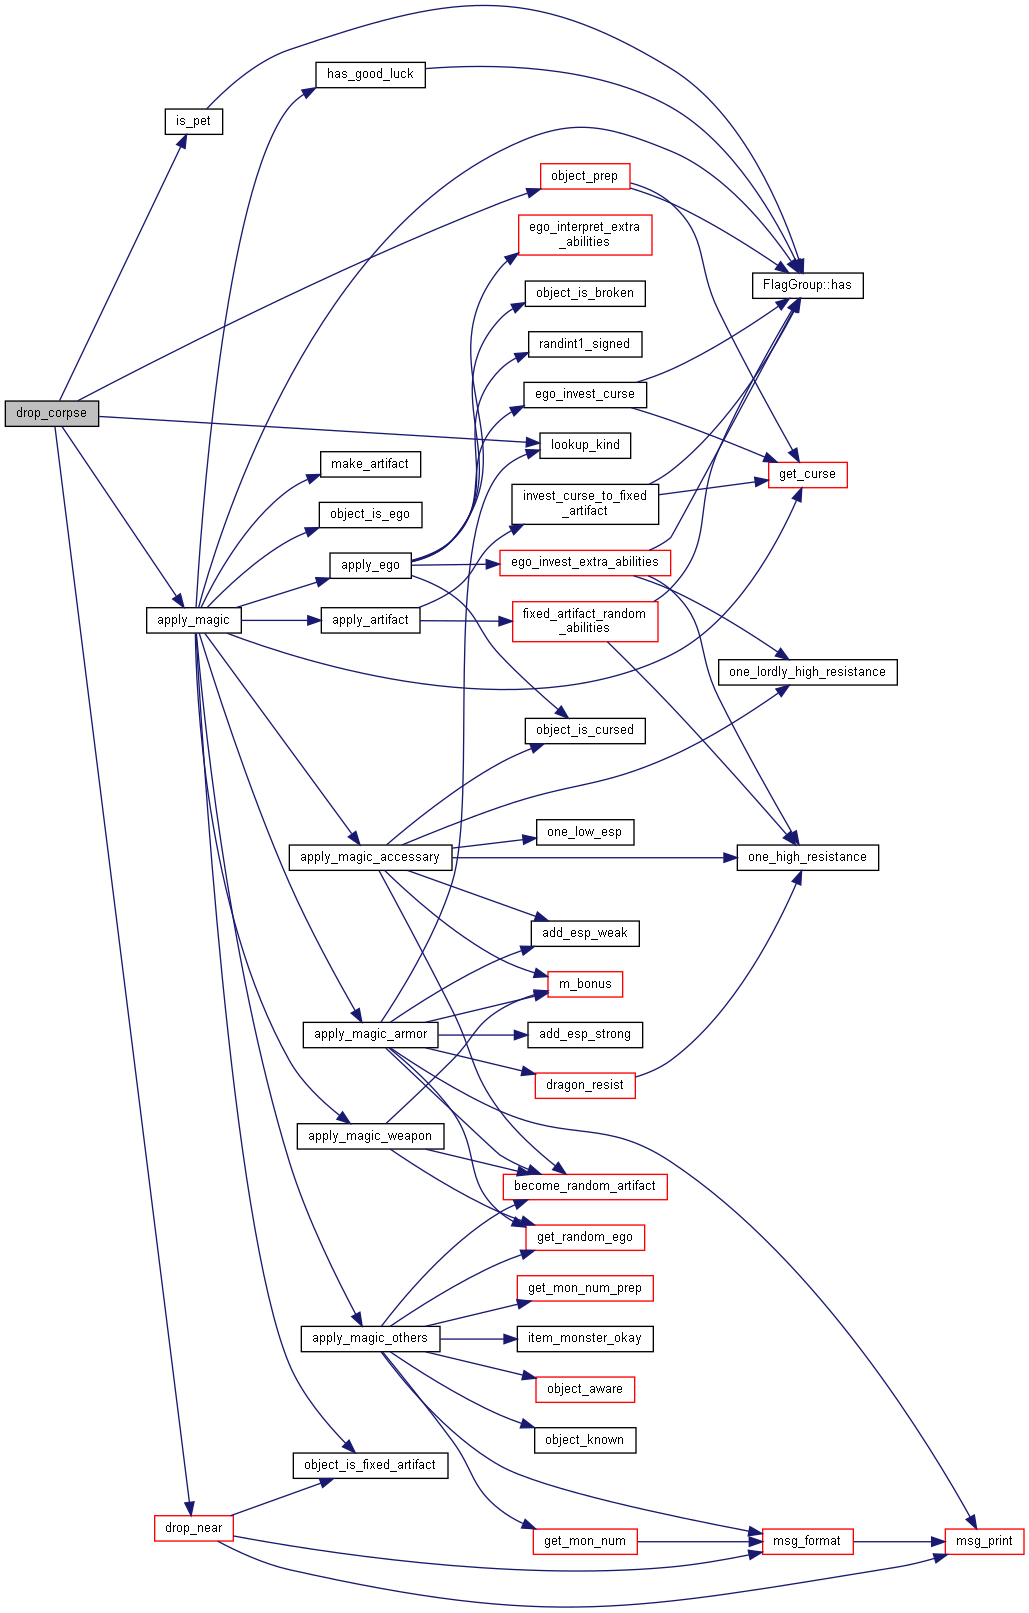 has_good_luck
is_pet
object_prep
ego_interpret_extra
_abilities
FlagGroup::has
object_is_broken
randint1_signed
ego_invest_curse
drop_corpse
lookup_kind
make_artifact
get_curse
invest_curse_to_fixed
_artifact
object_is_ego
apply_ego
ego_invest_extra_abilities
apply_magic
apply_artifact
fixed_artifact_random
_abilities
one_lordly_high_resistance
object_is_cursed
one_low_esp
apply_magic_accessary
one_high_resistance
add_esp_weak
m_bonus
apply_magic_armor
add_esp_strong
dragon_resist
apply_magic_weapon
become_random_artifact
get_random_ego
get_mon_num_prep
apply_magic_others
item_monster_okay
object_aware
object_known
object_is_fixed_artifact
drop_near
get_mon_num
msg_format
msg_print